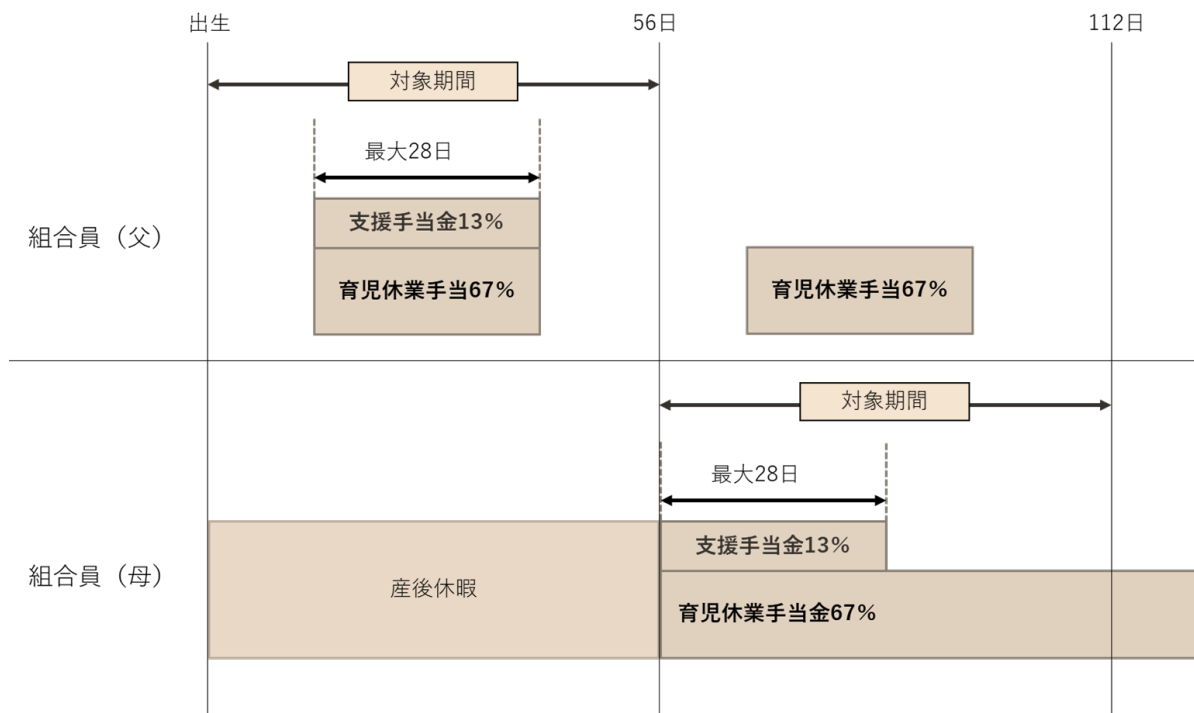 出生
56日
112日
対象期間
最大28日
支援手当金13%
組合員（父）
育児休業手当67%
育児休業手当67%
対象期間
最大28日
支援手当金13%
組合員（母）
産後休暇
育児休業手当金67%